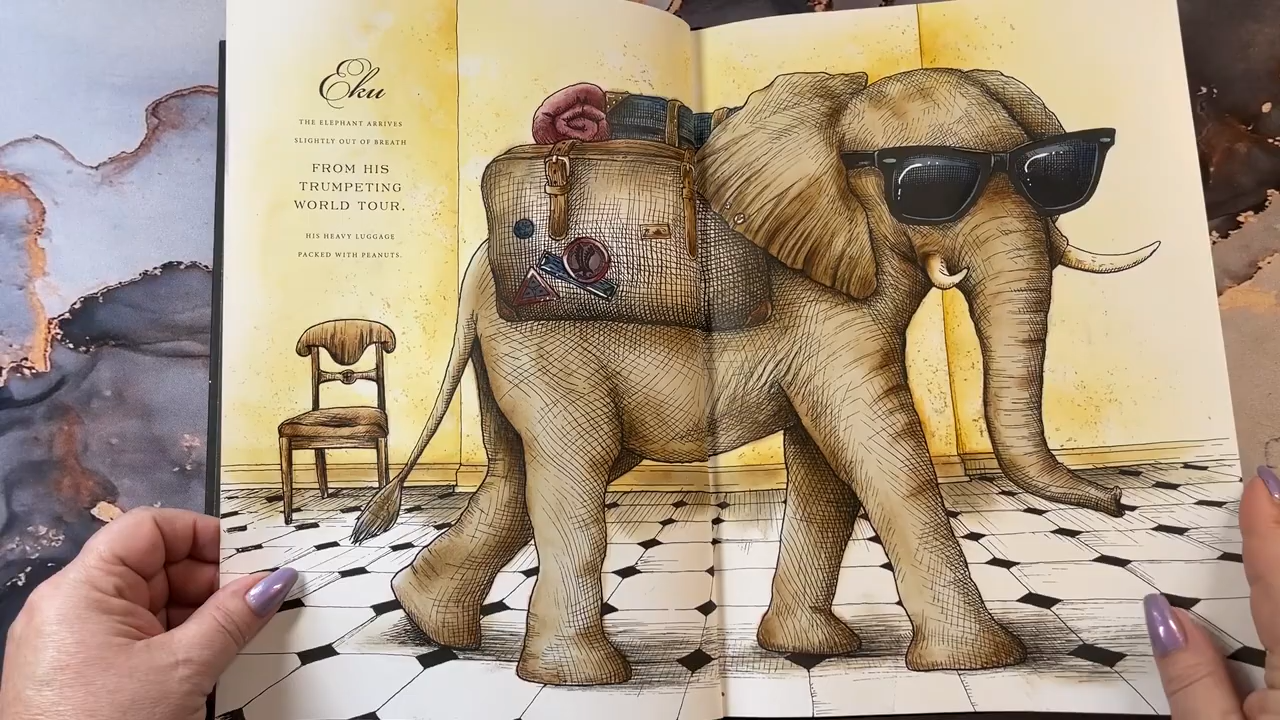 Eku
THE ELEPHANT ARRIVES
SLIGHTLY OUT OF BREATH
FROM HIS
TRUMPETING
WORLD TOUR.
HIS HEAVY LUGGAGE
PACKED WITH PEANUTS.